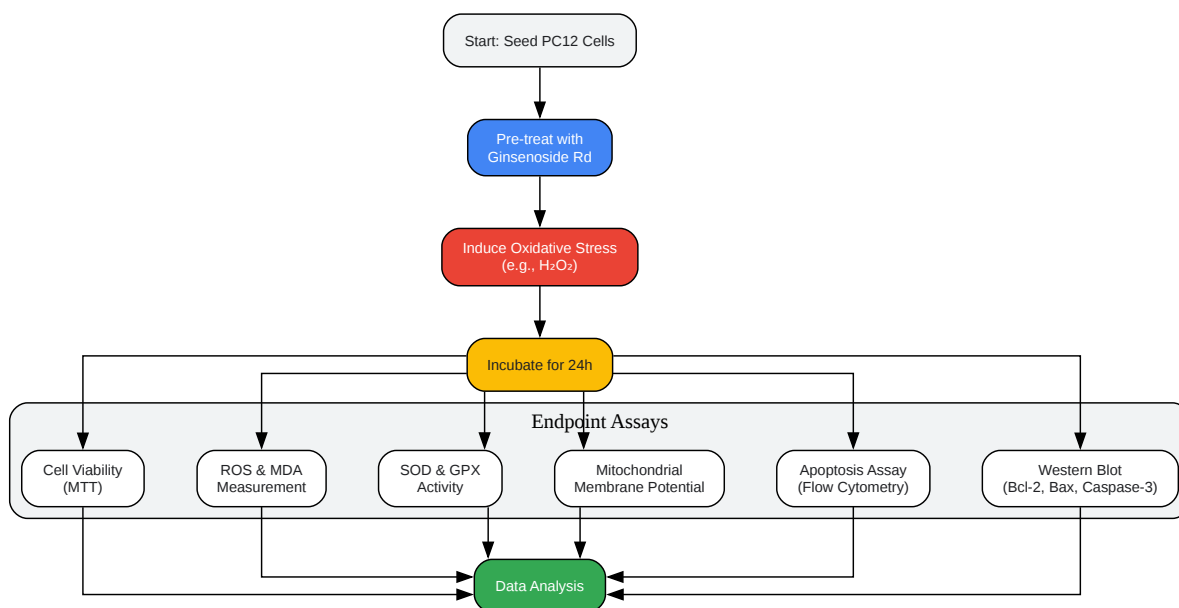 Start: Seed PC12 Cells
Pre-treat with
Ginsenoside Rd
Induce Oxidative Stress
(e.g., H₂O₂)
Incubate for 24h
Endpoint Assays
Cell Viability
(MTT)
ROS & MDA
Measurement
SOD & GPX
Activity
Mitochondrial
Membrane Potential
Apoptosis Assay
(Flow Cytometry)
Western Blot
(Bcl-2, Bax, Caspase-3)
Data Analysis